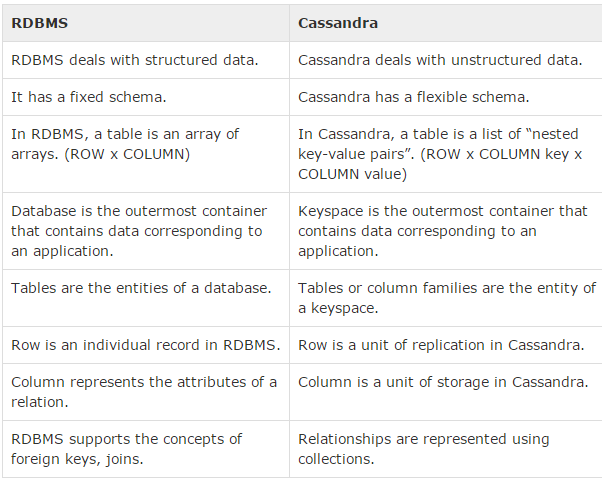 RDBMS
Cassandra
RDBMS deals with structured data.
Cassandra deals with unstructured data.
It has a fixed schema.
Cassandra has a flexible schema.
In RDBMS, a table is an array of
arrays. (ROW x COLUMN)
In Cassandra, a table is a list of “nested
key-value pairs”. (ROW x COLUMN key x
COLUMN value)
Database is the outermost container
that contains data corresponding to
an application.
Keyspace is the outermost container that
contains data corresponding to an
application.
Tables are the entities of a database.
Tables or column families are the entity of
a keyspace.
Row is an individual record in RDBMS.
Row is a unit of replication in Cassandra.
Column represents the attributes of a
relation.
Column is a unit of storage in Cassandra.
RDBMS supports the concepts of
foreign keys, joins.
Relationships are represented using
collections.